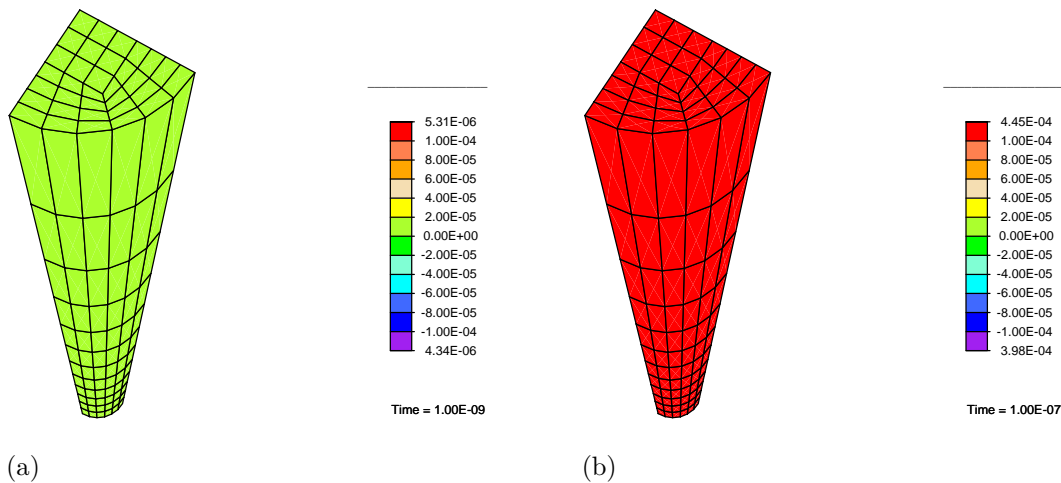 5.31E-06
1.00E-04
8.00E-05
6.00E-05
4.00E-05
2.00E-05
0.00E+00
-2.00E-05
-4.00E-05
-6.00E-05
-8.00E-05
-1.00E-04
4.34E-06
Time = 1.00E-09
(a)
4.45E-04
1.00E-04
8.00E-05
6.00E-05
4.00E-05
2.00E-05
0.00E+00
-2.00E-05
-4.00E-05
-6.00E-05
-8.00E-05
-1.00E-04
3.98E-04
Time = 1.00E-07
(b)